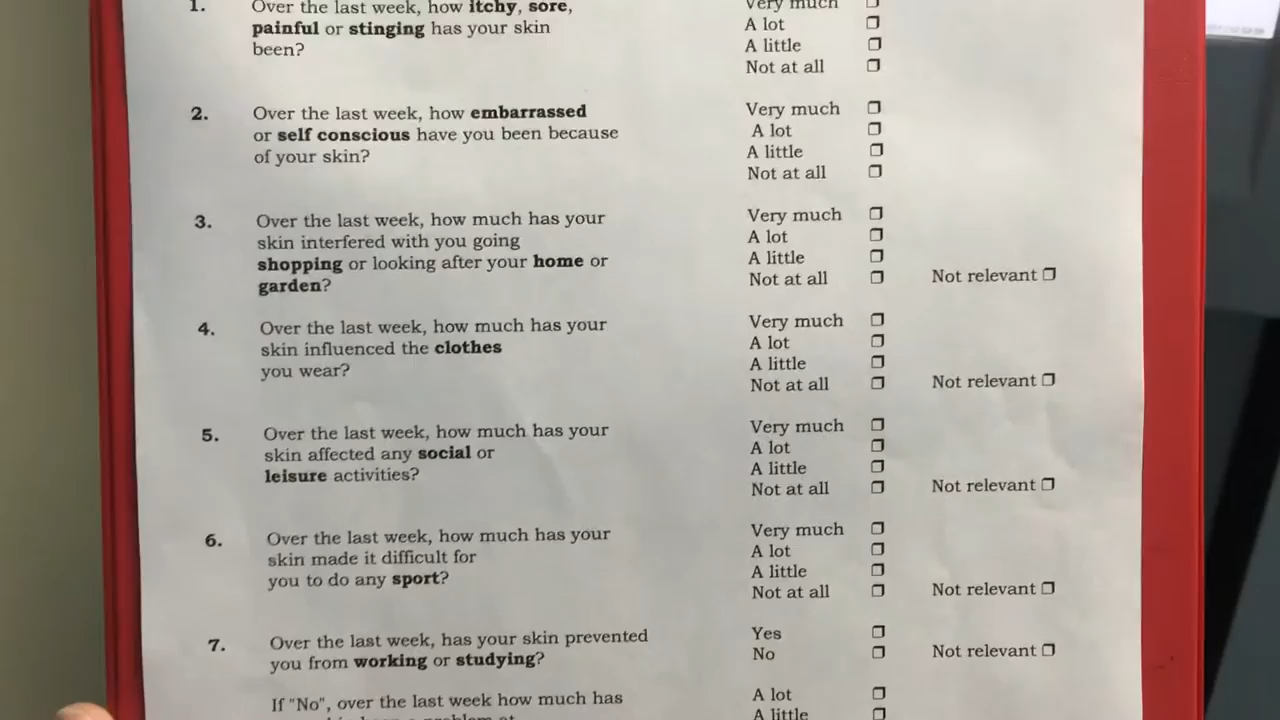 1. Over the last week, how itchy, sore,
painful or stinging has your skin
been?
Very much ❒
A lot ❒
A little ❒
Not at all ❒
2. Over the last week, how embarrassed
or self conscious have you been because
of your skin?
Very much ❒
A lot ❒
A little ❒
Not at all ❒
3. Over the last week, how much has your
skin interfered with you going
shopping or looking after your home or
garden?
Very much ❒
A lot ❒
A little ❒
Not at all ❒ Not relevant ❒
4. Over the last week, how much has your
skin influenced the clothes
you wear?
Very much ❒
A lot ❒
A little ❒
Not at all ❒ Not relevant ❒
5. Over the last week, how much has your
skin affected any social or
leisure activities?
Very much ❒
A lot ❒
A little ❒
Not at all ❒ Not relevant ❒
6. Over the last week, how much has your
skin made it difficult for
you to do any sport?
Very much ❒
A lot ❒
A little ❒
Not at all ❒ Not relevant ❒
7. Over the last week, has your skin prevented
you from working or studying?
Yes ❒
No ❒ Not relevant ❒
If "No", over the last week how much has
A lot ❒
A little ❒